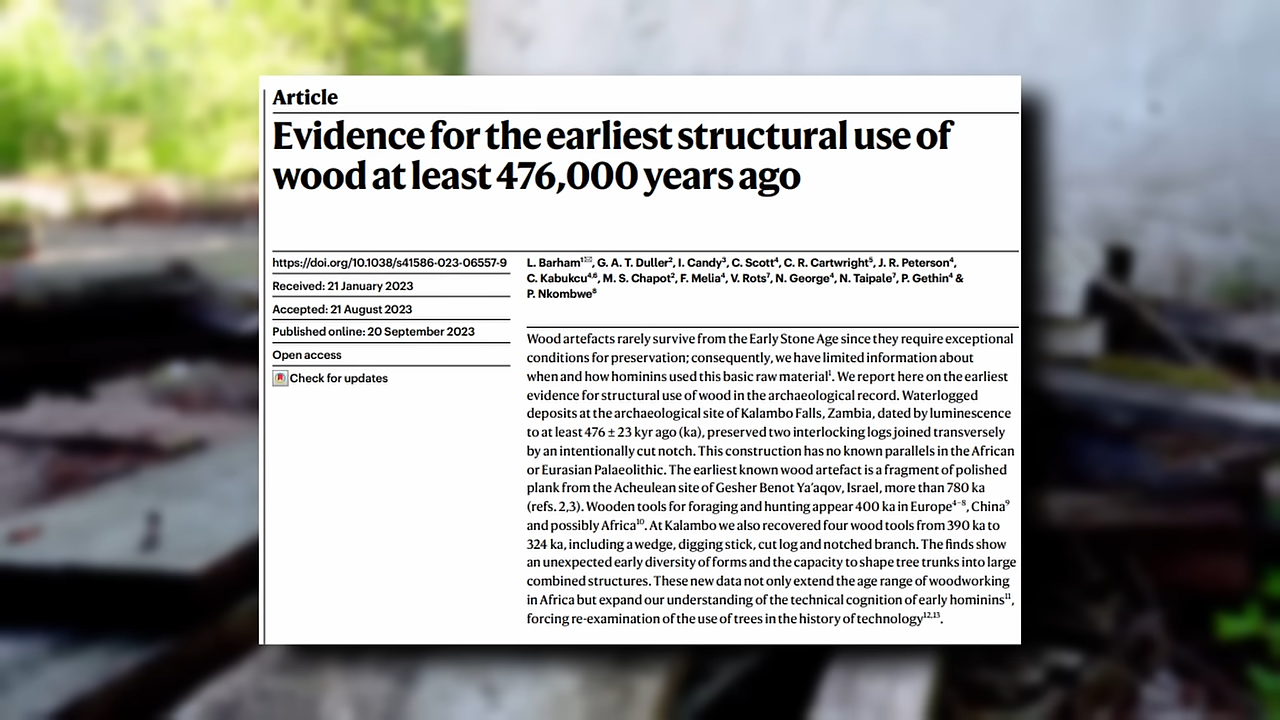 Article
Evidence for the earliest structural use of
wood at least 476,000 years ago
https://doi.org/10.1038/s41586-023-06557-9
Received: 21 January 2023
Accepted: 21 August 2023
Published online: 20 September 2023
Open access
Check for updates
L. Barham¹✉, G. A. T. Duller², I. Candy³, C. Scott⁴, C. R. Cartwright⁵, J. R. Peterson⁴,
C. Kabukcu⁴,⁶, M. S. Chapot², F. Melia⁴, V. Rots⁷, N. George⁴, N. Taipale⁷, P. Gethin⁴ &
P. Nkombwe⁸
Wood artefacts rarely survive from the Early Stone Age since they require exceptional
conditions for preservation; consequently, we have limited information about
when and how hominins used this basic raw material¹. We report here on the earliest
evidence for structural use of wood in the archaeological record. Waterlogged
deposits at the archaeological site of Kalambo Falls, Zambia, dated by luminescence
to at least 476 ± 23 kyr ago (ka), preserved two interlocking logs joined transversely
by an intentionally cut notch. This construction has no known parallels in the African
or Eurasian Palaeolithic. The earliest known wood artefact is a fragment of polished
plank from the Acheulean site of Gesher Benot Ya'aqov, Israel, more than 780 ka
(refs. 2,3). Wooden tools for foraging and hunting appear 400 ka in Europe⁴⁻⁸, China⁹
and possibly Africa¹⁰. At Kalambo we also recovered four wood tools from 390 ka to
324 ka, including a wedge, digging stick, cut log and notched branch. The finds show
an unexpected early diversity of forms and the capacity to shape tree trunks into large
combined structures. These new data not only extend the age range of woodworking
in Africa but expand our understanding of the technical cognition of early hominins¹¹,
forcing re-examination of the use of trees in the history of technology¹²,¹³.